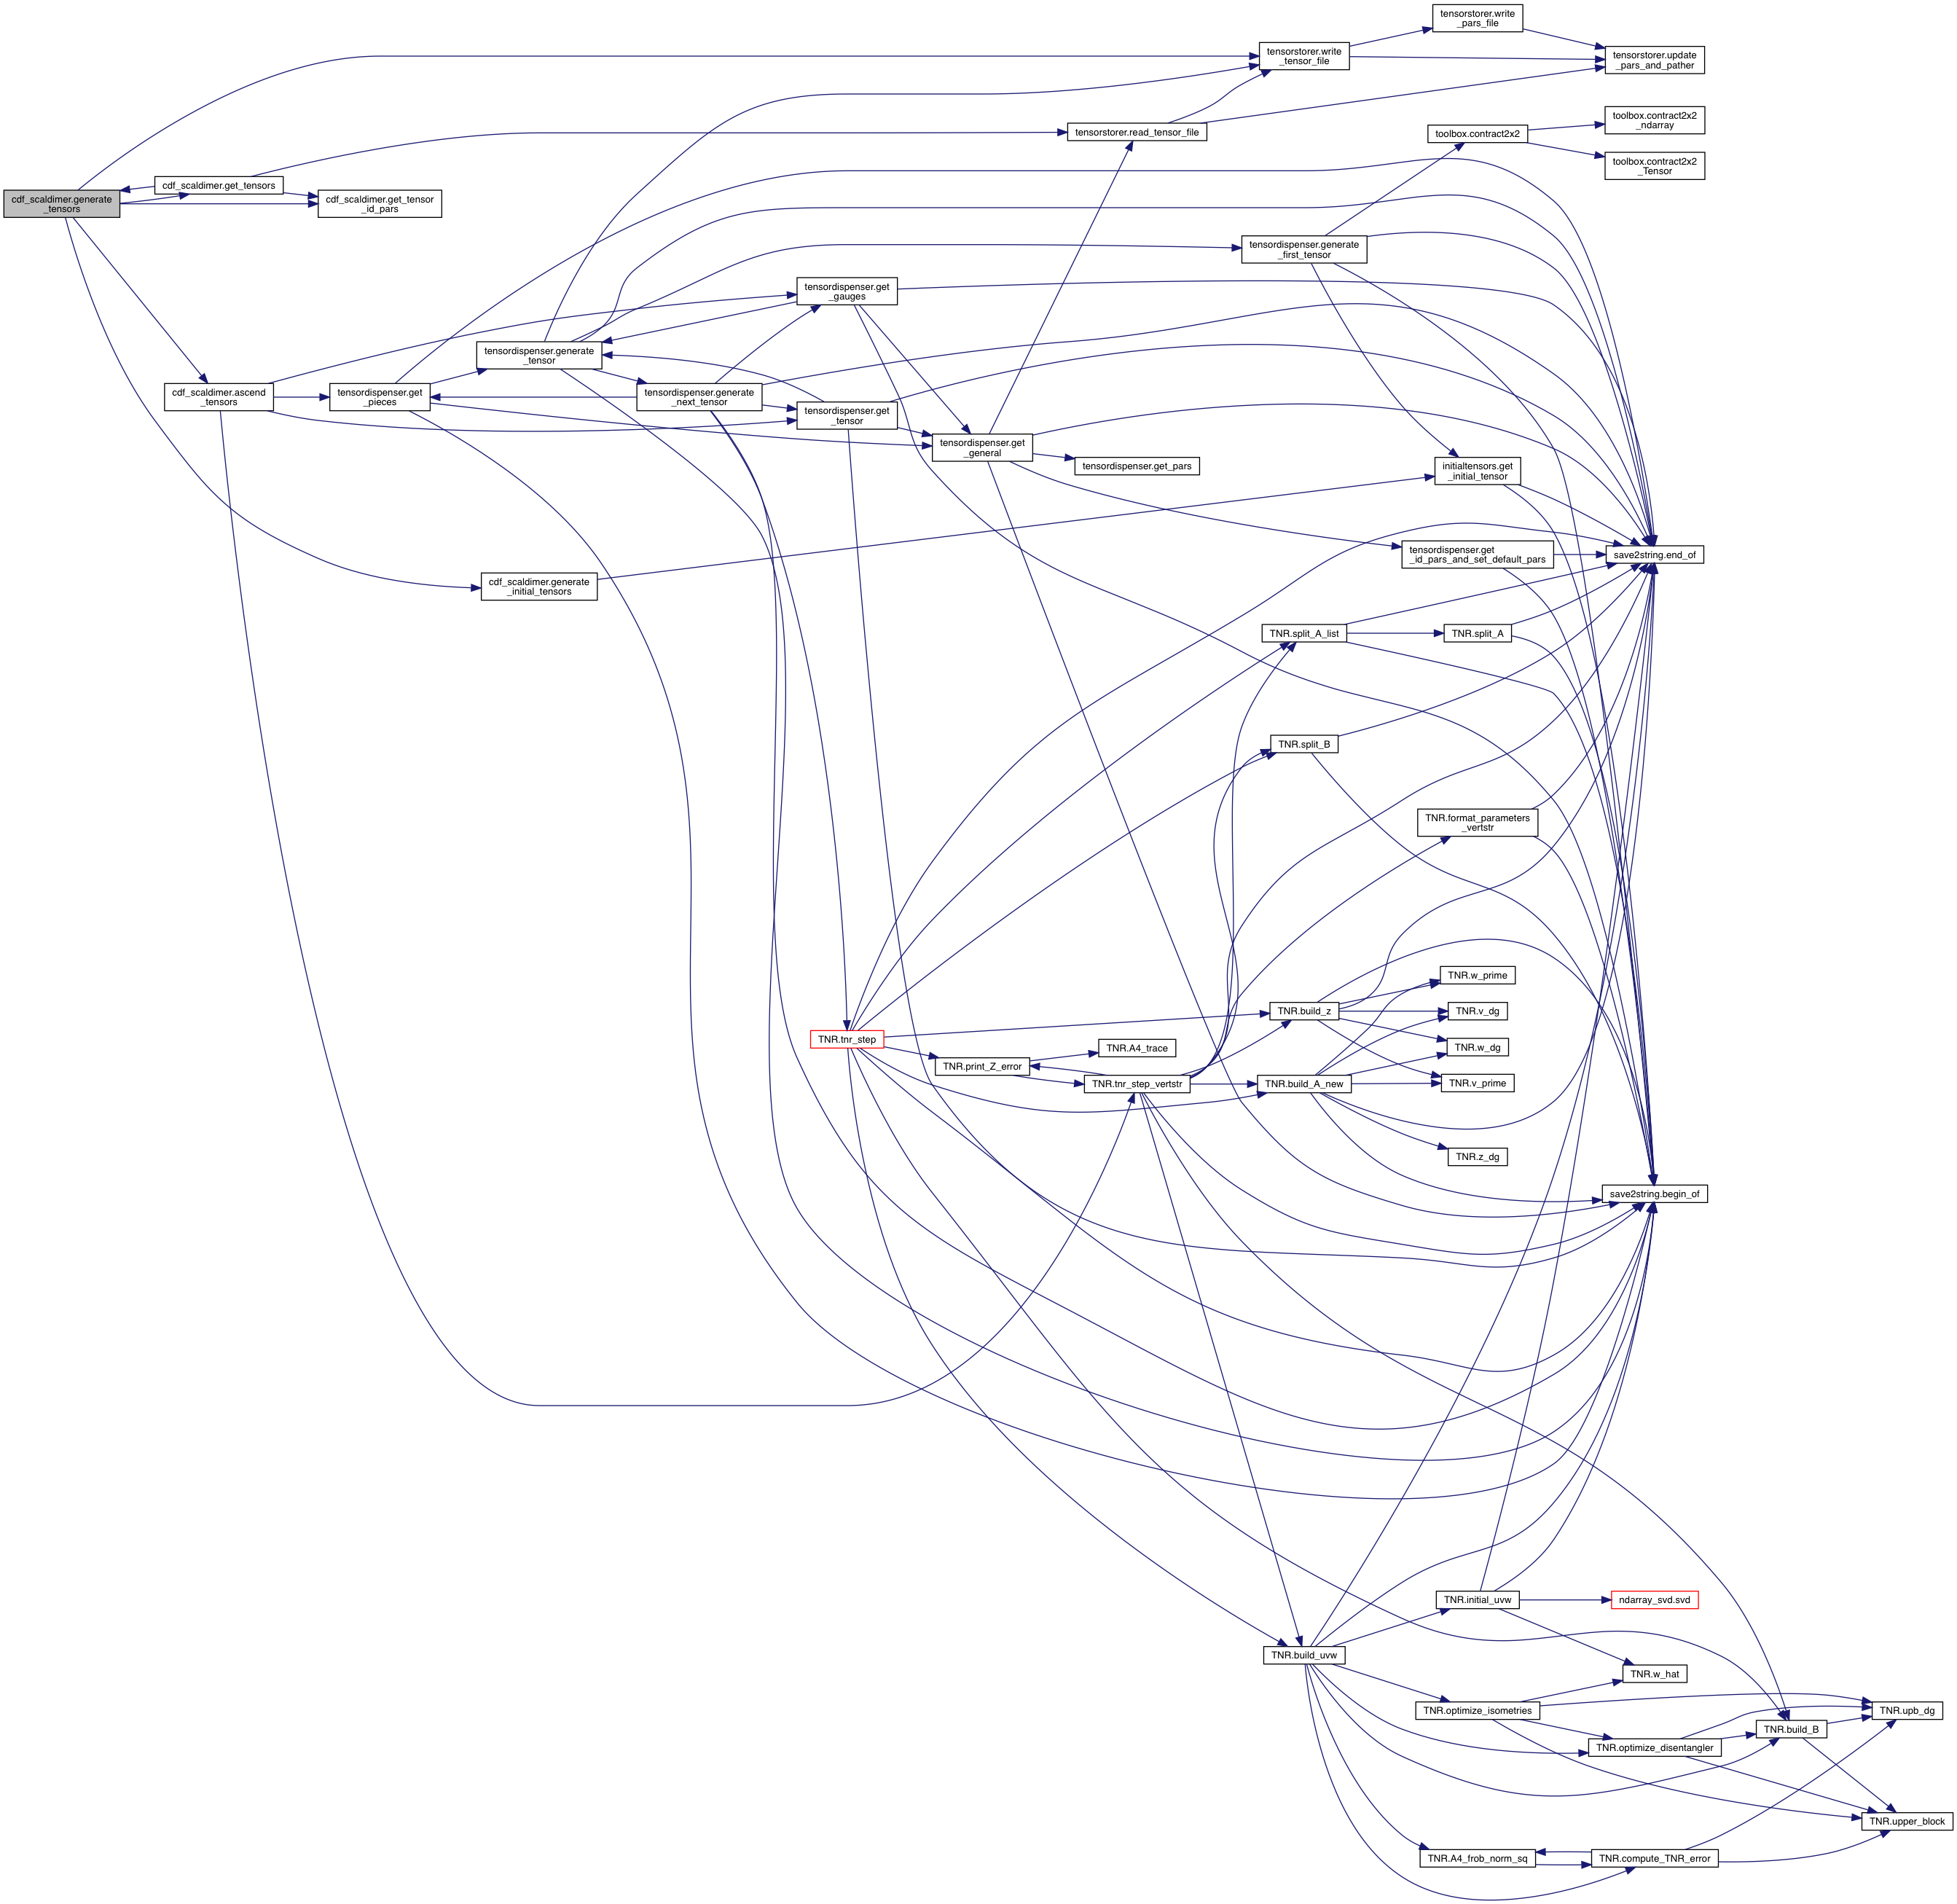 tensorstorer.write
_pars_file
tensorstorer.write
_tensor_file
tensorstorer.update
_pars_and_pather
toolbox.contract2x2
_ndarray
tensorstorer.read_tensor_file
toolbox.contract2x2
toolbox.contract2x2
_Tensor
cdf_scaldimer.get_tensors
cdf_scaldimer.generate
_tensors
cdf_scaldimer.get_tensor
_id_pars
tensordispenser.generate
_first_tensor
tensordispenser.get
_gauges
tensordispenser.generate
_tensor
cdf_scaldimer.ascend
_tensors
tensordispenser.get
_pieces
tensordispenser.generate
_next_tensor
tensordispenser.get
_tensor
tensordispenser.get
_general
tensordispenser.get_pars
initialtensors.get
_initial_tensor
tensordispenser.get
_id_pars_and_set_default_pars
save2string.end_of
cdf_scaldimer.generate
_initial_tensors
TNR.split_A_list
TNR.split_A
TNR.split_B
TNR.format_parameters
_vertstr
TNR.w_prime
TNR.build_z
TNR.v_dg
TNR.tnr_step
TNR.A4_trace
TNR.w_dg
TNR.print_Z_error
TNR.tnr_step_vertstr
TNR.build_A_new
TNR.v_prime
TNR.z_dg
save2string.begin_of
TNR.initial_uvw
ndarray_svd.svd
TNR.build_uvw
TNR.w_hat
TNR.optimize_isometries
TNR.upb_dg
TNR.build_B
TNR.optimize_disentangler
TNR.upper_block
TNR.A4_frob_norm_sq
TNR.compute_TNR_error